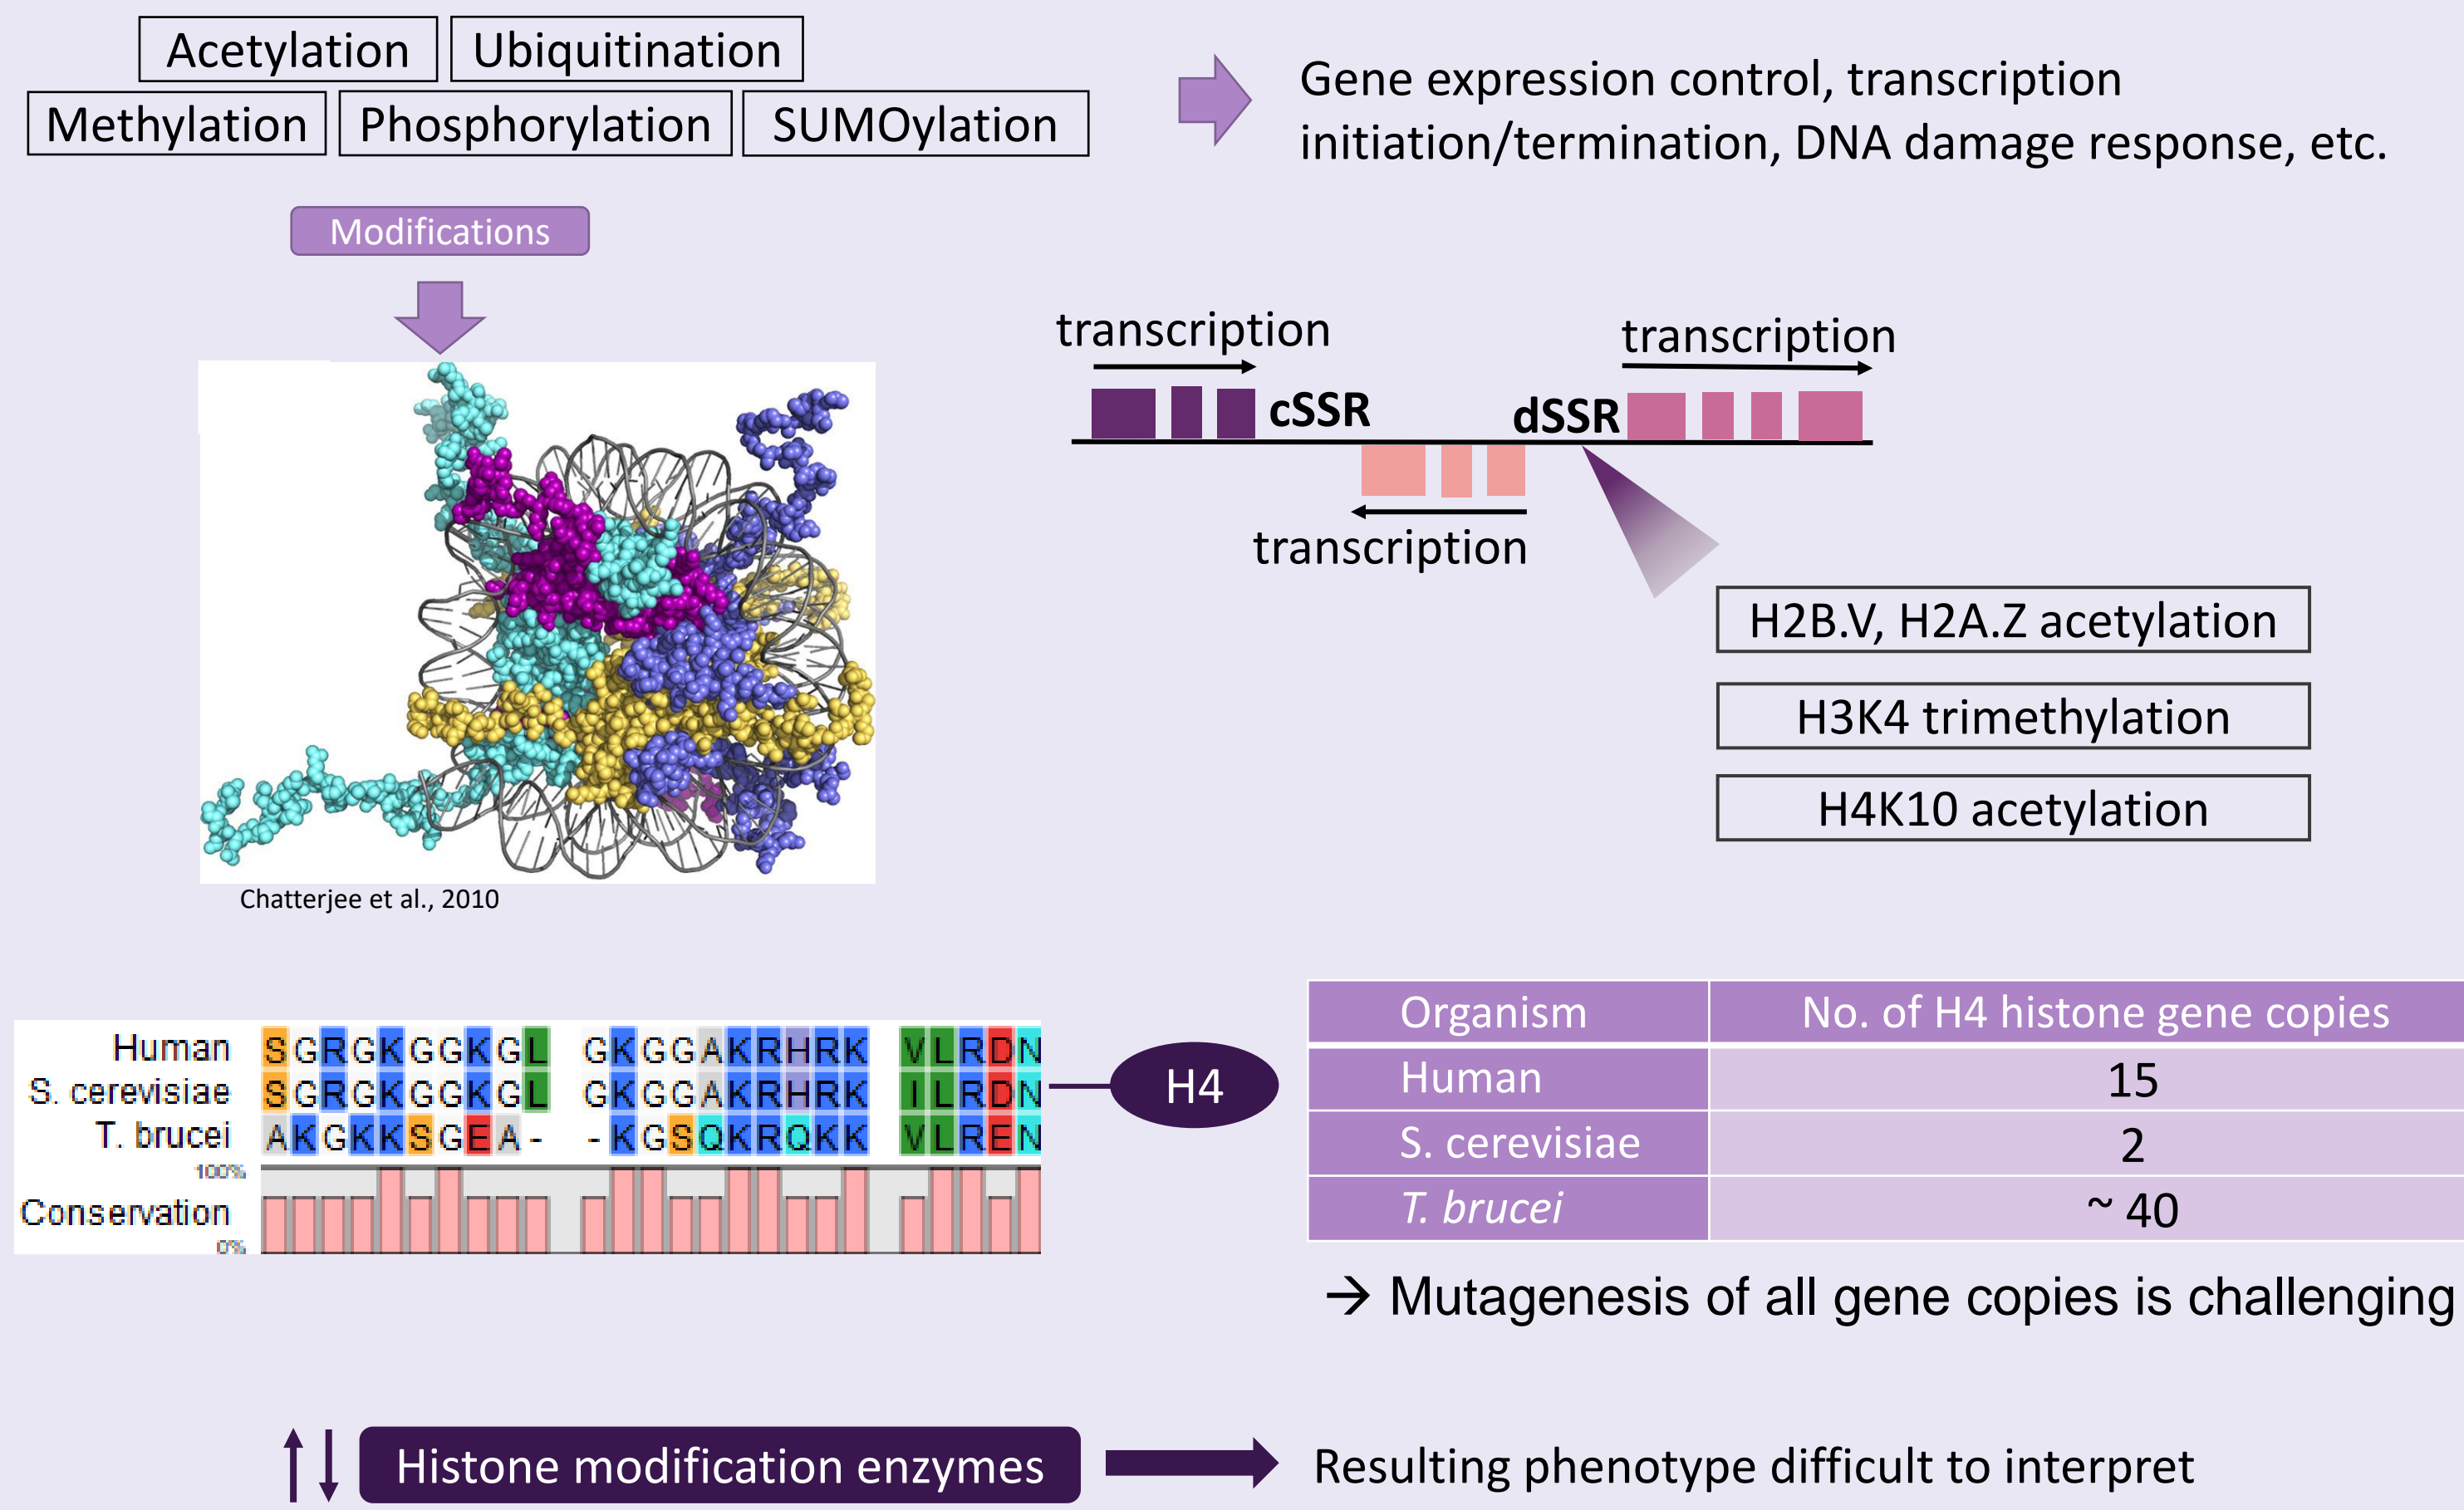 Acetylation
Ubiquitination
Methylation
Phosphorylation
SUMOylation
Gene expression control, transcription
initiation/termination, DNA damage response, etc.
Modifications
Chatterjee et al., 2010
transcription
transcription
cSSR
dSSR
transcription
H2B.V, H2A.Z acetylation
H3K4 trimethylation
H4K10 acetylation
Human SGRGKGGKGL GKGGAKRHRK VLRDN
S. cerevisiae SGRGKGGKGL GKGGAKRHRK ILRDN
T. brucei AKGKKSGEA- -KGSQKRQKK VLREN
100%
Conservation
0%
H4
Organism No. of H4 histone gene copies
Human 15
S. cerevisiae 2
T. brucei ~ 40
→ Mutagenesis of all gene copies is challenging
Histone modification enzymes
Resulting phenotype difficult to interpret